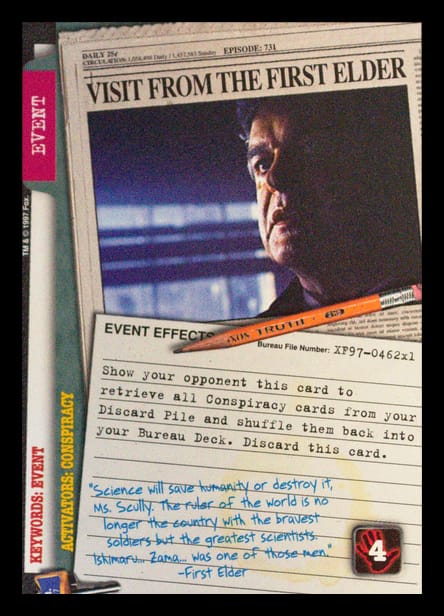 DAILY 25¢
CIRCULATION: 1,068,498 Daily / 1,457,583 Sunday
EPISODE: 731
VISIT FROM THE FIRST ELDER
EVENT
TM & © 1997 Fox.
TRUTH
2 HB
EVENT EFFECTS
Bureau File Number: XF97-0462x1
Show your opponent this card to
retrieve all Conspiracy cards from your
Discard Pile and shuffle them back into
your Bureau Deck. Discard this card.
KEYWORDS: EVENT
ACTIVATORS: CONSPIRACY
"Science will save humanity or destroy it,
Ms. Scully. The ruler of the world is no
longer the country with the bravest
soldiers but the greatest scientists.
Ishimaru... Zama... was one of those men."
-First Elder
4